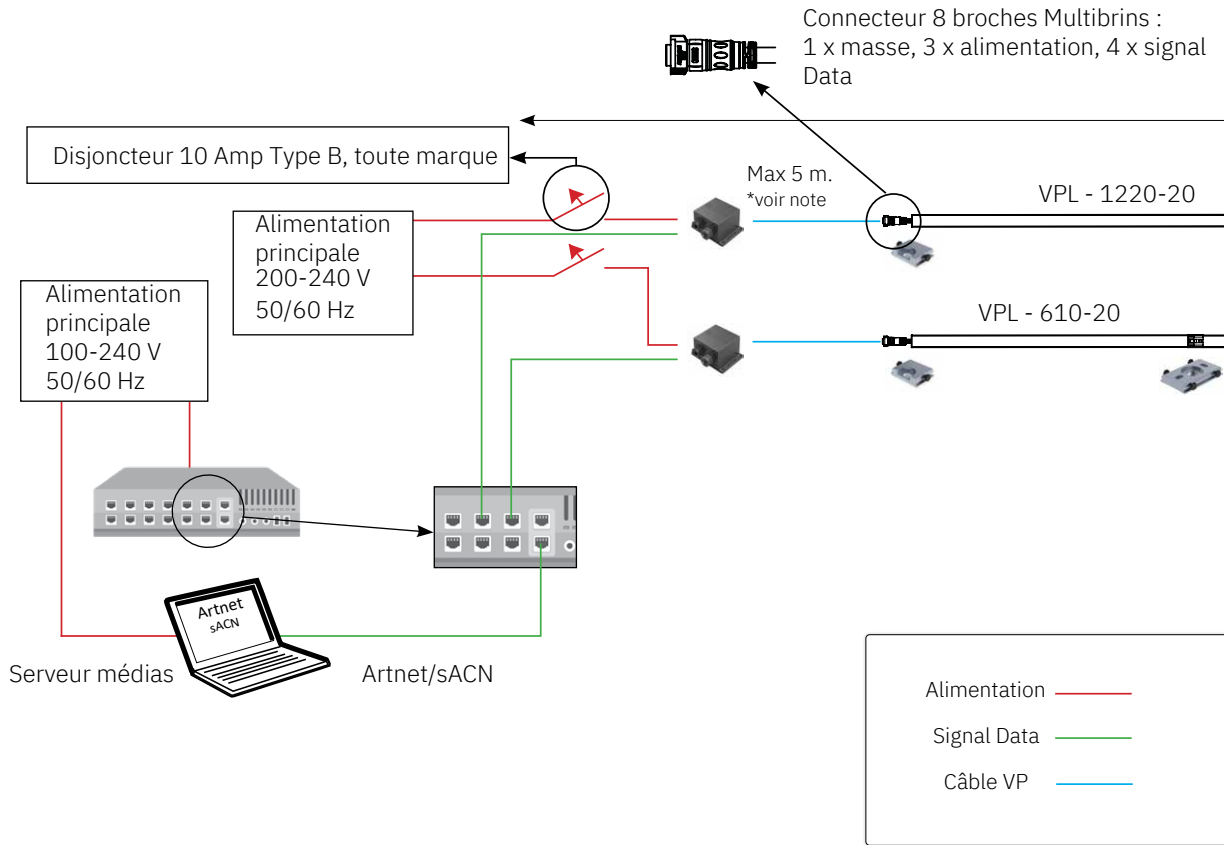 Connecteur 8 broches Multibrins :
1 x masse, 3 x alimentation, 4 x signal
Data
Disjoncteur 10 Amp Type B, toute marque
Max 5 m.
*voir note
VPL - 1220-20
Alimentation
principale
200-240 V
50/60 Hz
Alimentation
principale
100-240 V
50/60 Hz
VPL - 610-20
Artnet
sACN
Serveur médias
Artnet/sACN
Alimentation
Signal Data
Câble VP